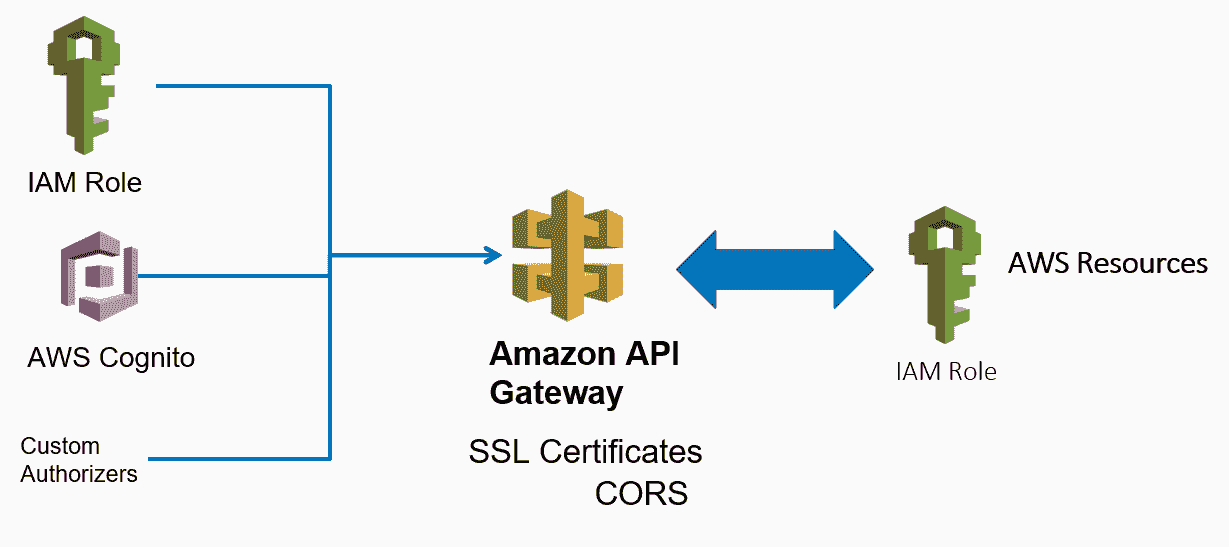 IAM Role
AWS Cognito
Custom
Authorizers
Amazon API
Gateway
SSL Certificates
CORS
IAM Role
AWS Resources